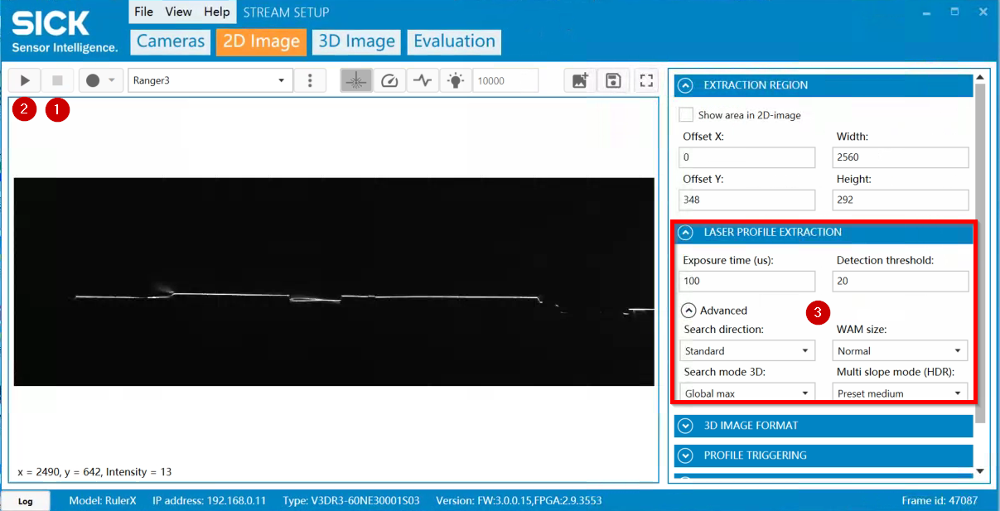 SICK
Sensor Intelligence.
File View Help STREAM SETUP
Cameras 2D Image 3D Image Evaluation
Ranger3
10000
2 1
EXTRACTION REGION
Show area in 2D-image
Offset X: Width:
0 2560
Offset Y: Height:
348 292
LASER PROFILE EXTRACTION
Exposure time (us): Detection threshold:
100 20
Advanced 3
Search direction: WAM size:
Standard Normal
Search mode 3D: Multi slope mode (HDR):
Global max Preset medium
3D IMAGE FORMAT
PROFILE TRIGGERING
x = 2490, y = 642, Intensity = 13
Log Model: RulerX IP address: 192.168.0.11 Type: V3DR3-60NE30001S03 Version: FW:3.0.0.15,FPGA:2.9.3553 Frame id: 47087